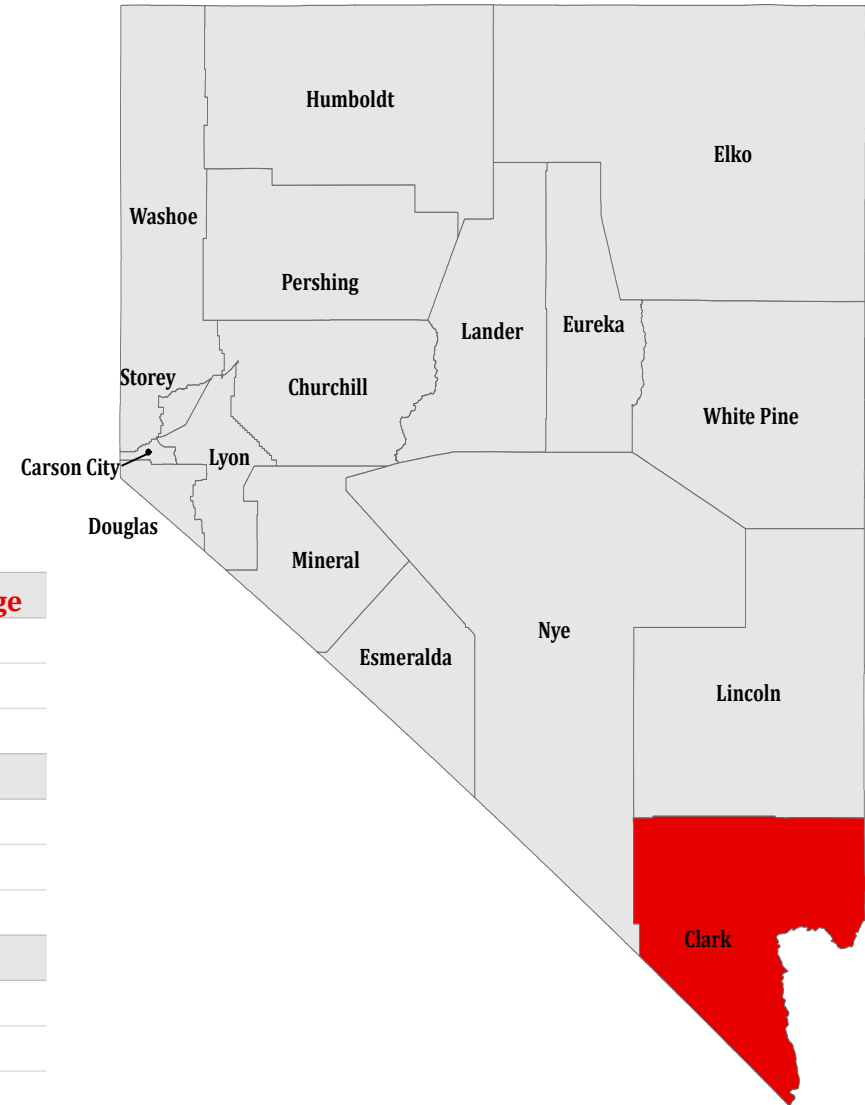 Humboldt
Elko
Washoe
Pershing
Eureka
Lander
Storey
Churchill
White Pine
Lyon
Carson City
Douglas
Mineral
ge
Nye
Esmeralda
Lincoln
Clark